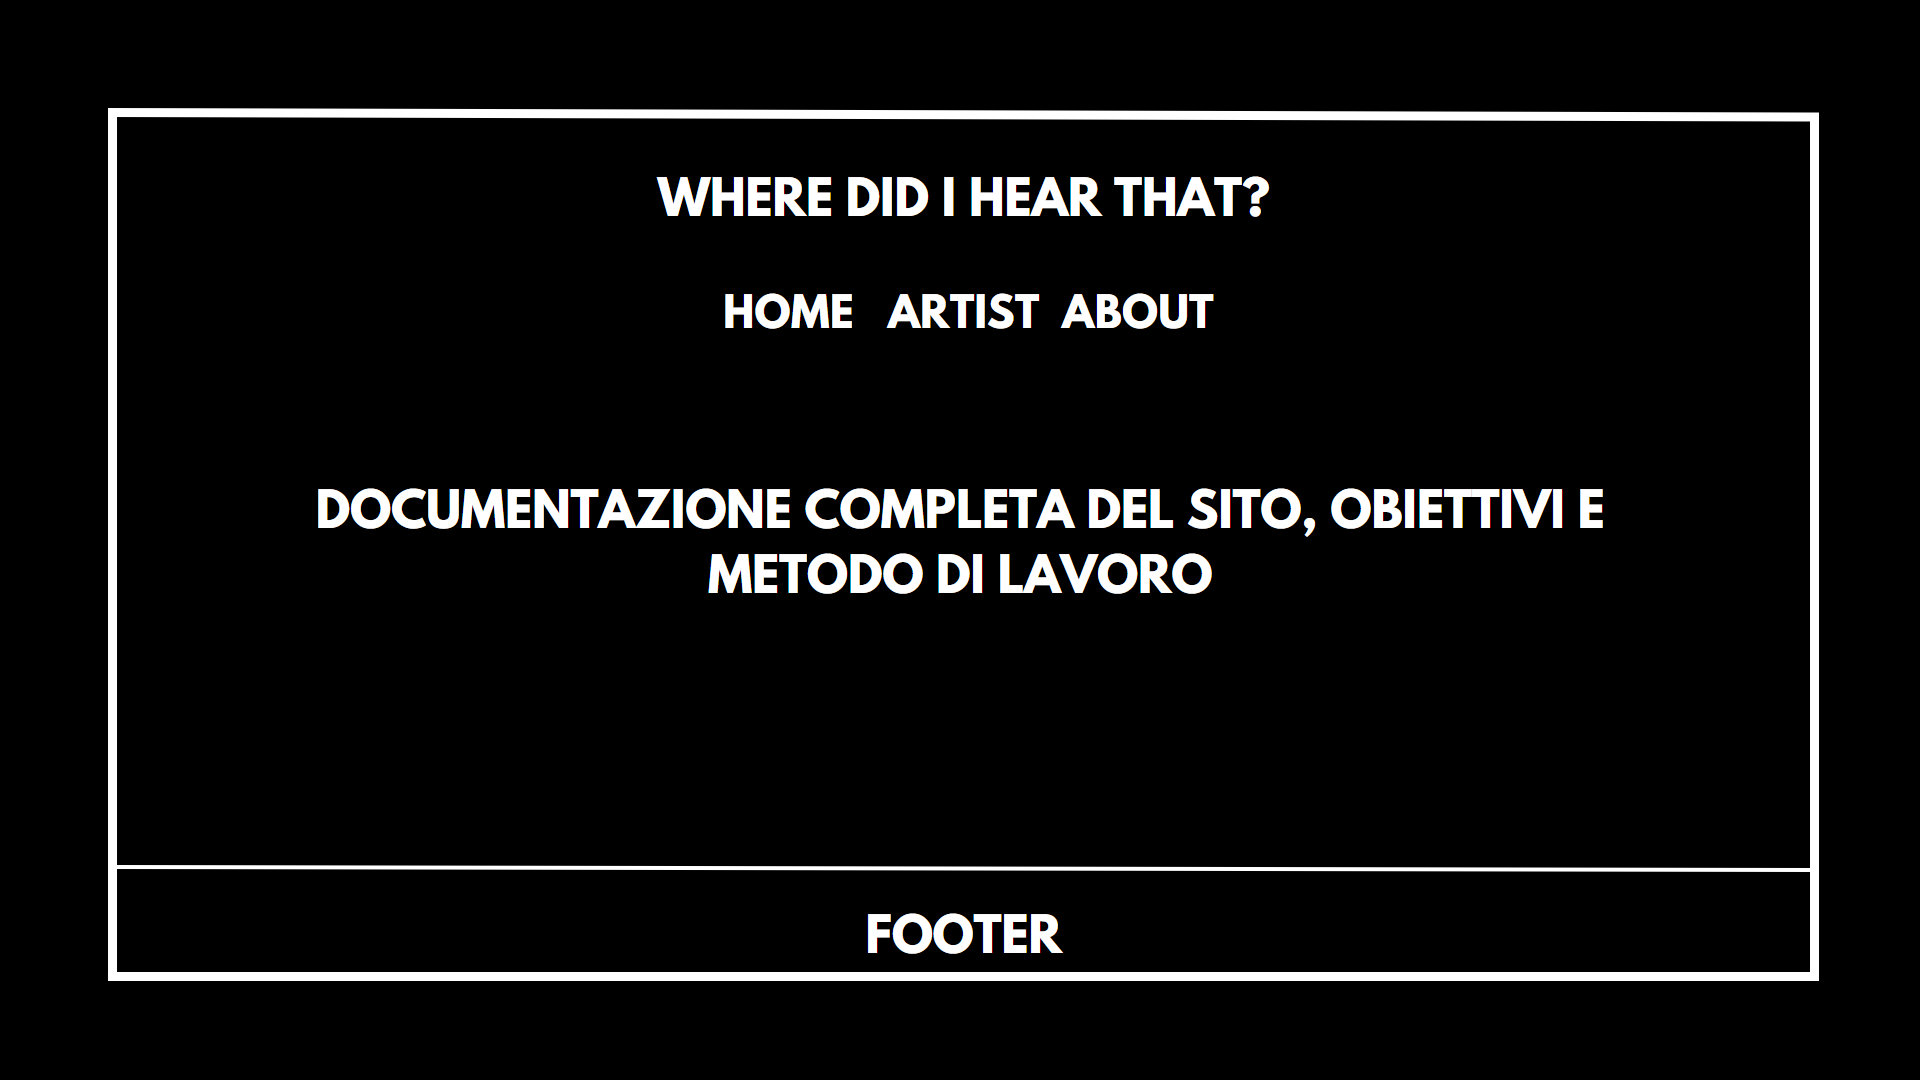 WHERE DID I HEAR THAT?
HOME ARTIST ABOUT
DOCUMENTAZIONE COMPLETA DEL SITO, OBIETTIVI E
METODO DI LAVORO
FOOTER